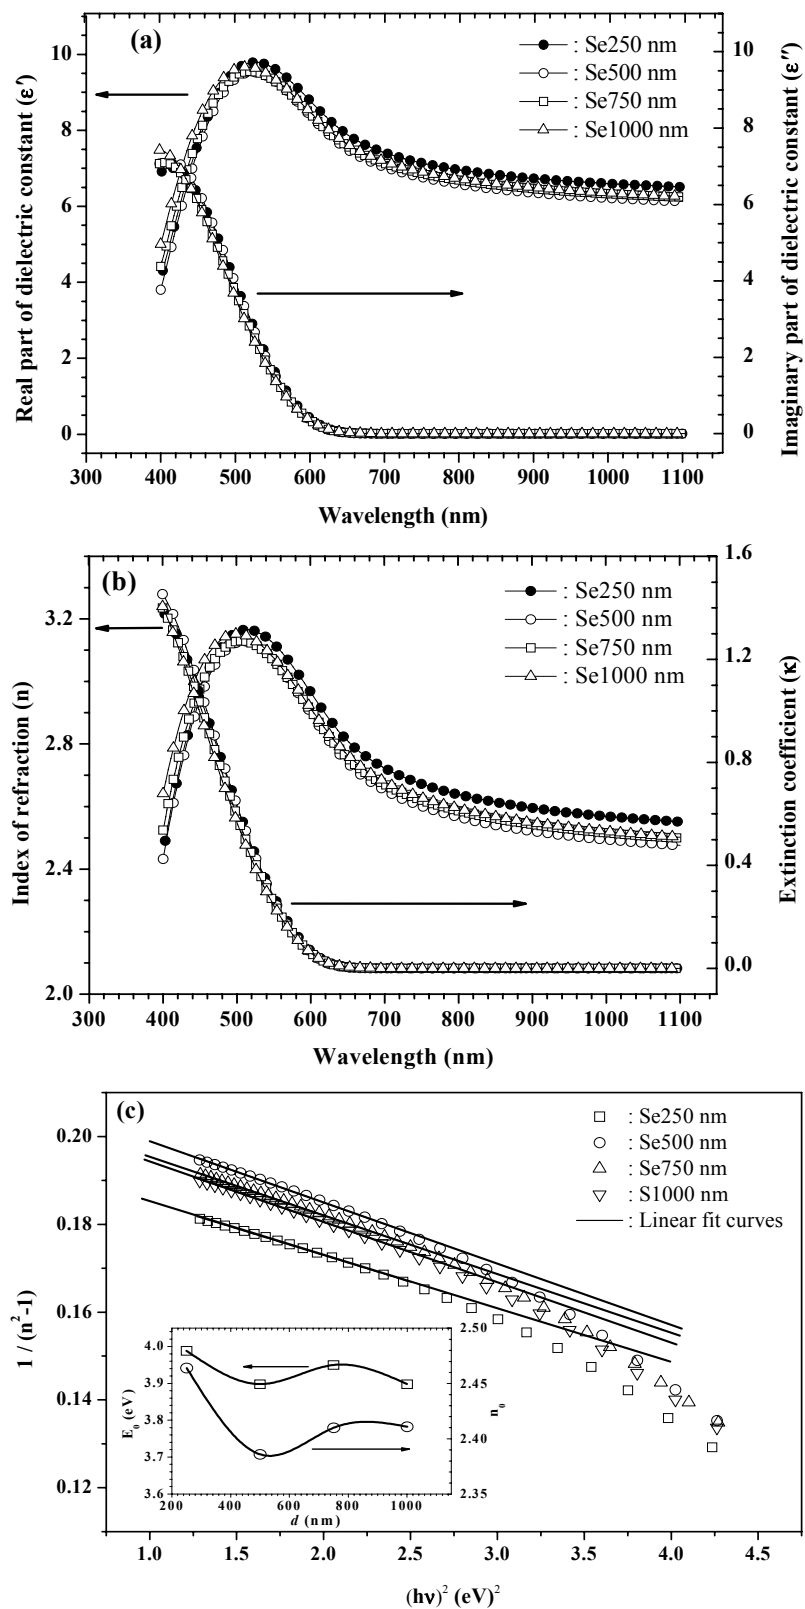 (a)
: Se250 nm
: Se500 nm
: Se750 nm
: Se1000 nm
Real part of dielectric constant (ε′)
10
8
6
4
2
0
Imaginary part of dielectric constant (ε″)
10
8
6
4
2
0
300 400 500 600 700 800 900 1000 1100
Wavelength (nm)
(b)
: Se250 nm
: Se500 nm
: Se750 nm
: Se1000 nm
Index of refraction (n)
3.2
2.8
2.4
2.0
Extinction coefficient (κ)
1.6
1.2
0.8
0.4
0.0
300 400 500 600 700 800 900 1000 1100
Wavelength (nm)
(c)
: Se250 nm
: Se500 nm
: Se750 nm
: S1000 nm
: Linear fit curves
1 / (n²-1)
0.20
0.18
0.16
0.14
0.12
E₀ (eV)
4.0
3.9
3.8
3.7
3.6
n₀
2.50
2.45
2.40
2.35
200 400 600 800 1000
d (nm)
1.0 1.5 2.0 2.5 3.0 3.5 4.0 4.5
(hν)² (eV)²